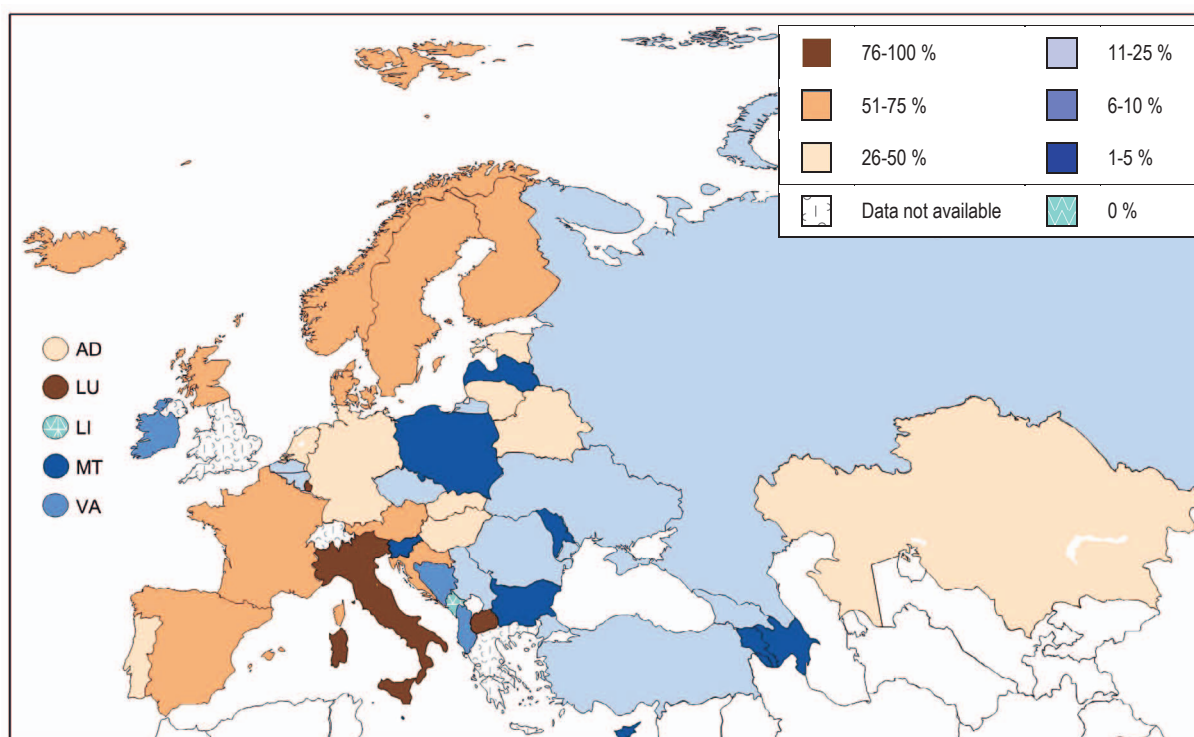 76-100 % 11-25 %
51-75 % 6-10 %
26-50 % 1-5 %
Data not available 0 %
AD
LU
LI
MT
VA